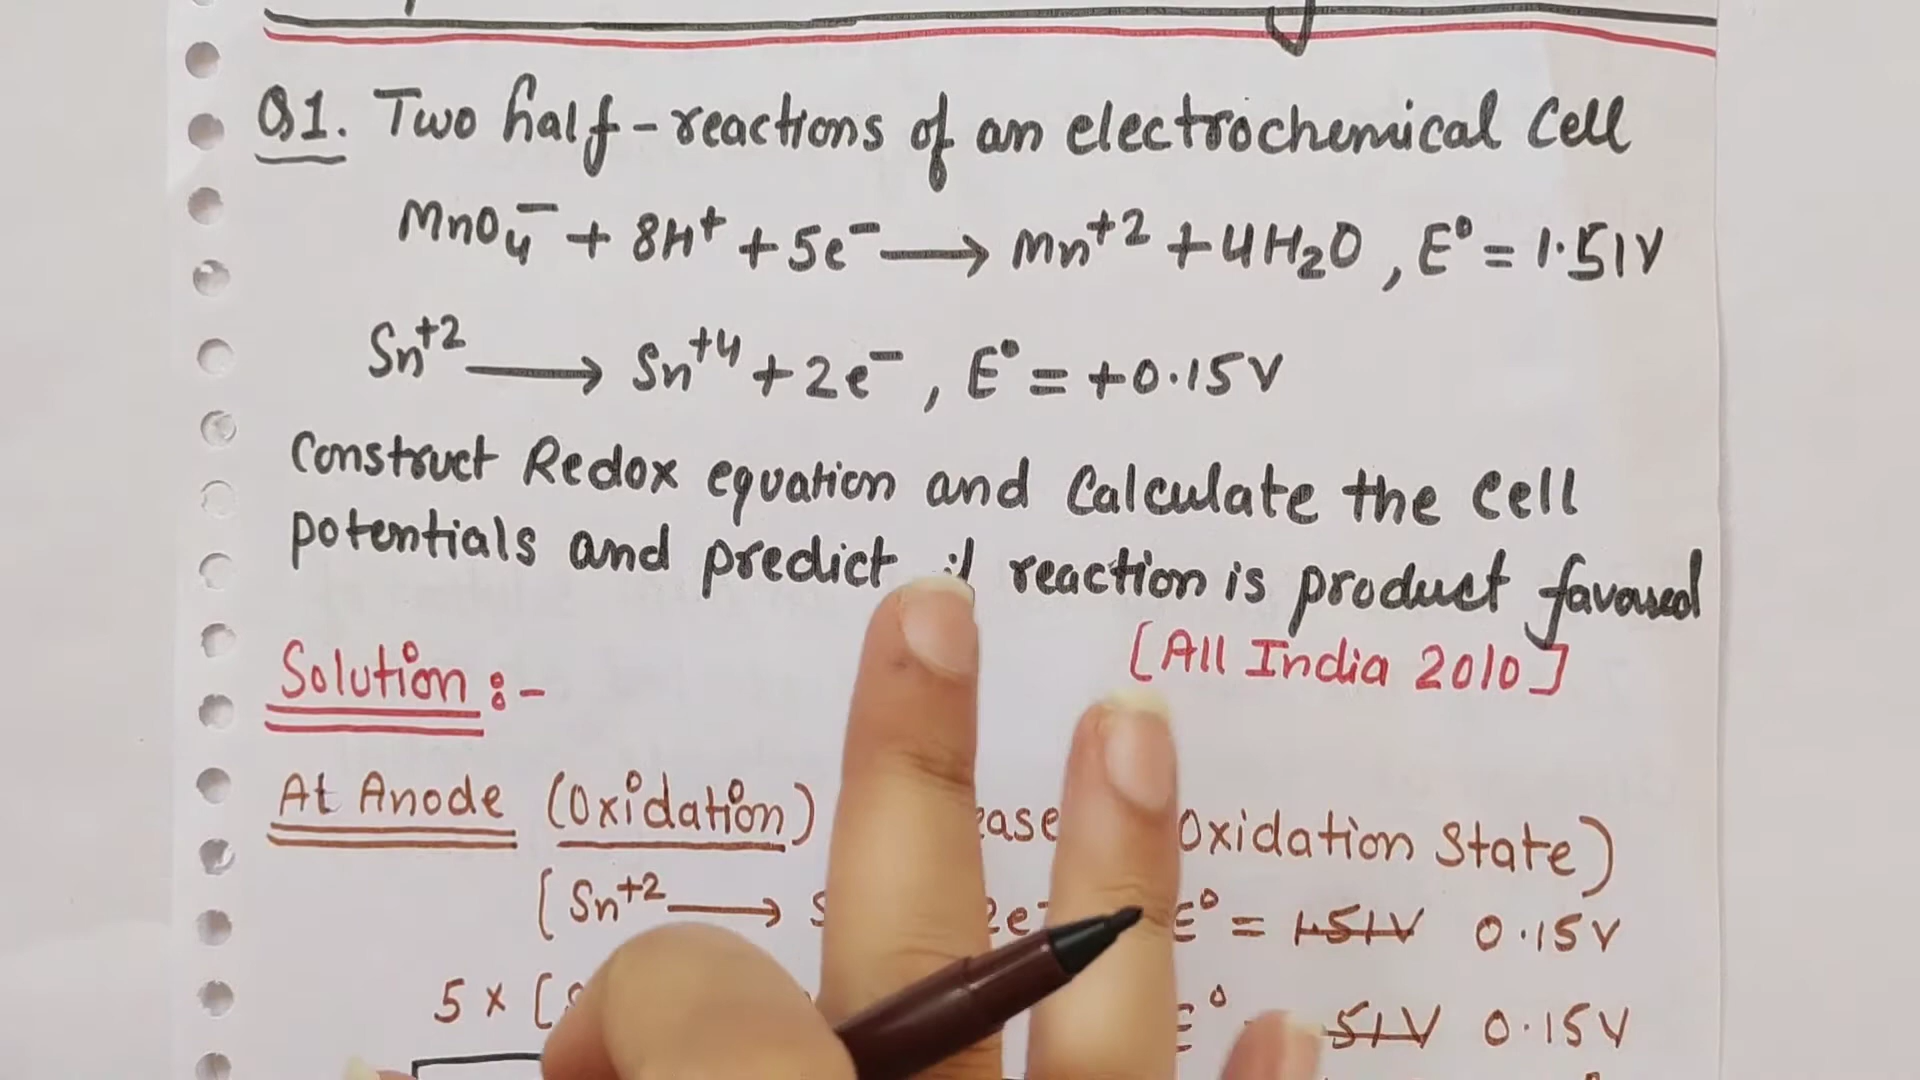 Q1. Two half-reactions of an electrochemical Cell
MnO₄⁻ + 8H⁺ + 5e⁻ ⟶ Mn⁺² + 4H₂O , E° = 1.51V
Sn⁺² ⟶ Sn⁺⁴ + 2e⁻ , E° = +0.15V
Construct Redox equation and Calculate the Cell
potentials and predict reaction is product favoured
[All India 2010]
Solution :-
At Anode (Oxidation) Oxidation State)
[Sn⁺² ⟶ 2e⁻ E° = 1.51V 0.15V
5 × [ 51V 0.15V